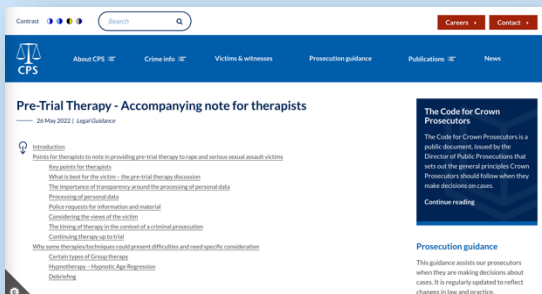 Contrast
Search
Careers
Contact
CPS
About CPS
Crime info
Victims & witnesses
Prosecution guidance
Publications
News
Pre-Trial Therapy - Accompanying note for therapists
26 May 2022 | Legal Guidance
Introduction
Points for therapists to note in providing pre-trial therapy to rape and serious sexual assault victims
Key points for therapists
What is best for the victim – the pre-trial therapy discussion
The importance of transparency around the processing of personal data
Processing of personal data
Police requests for information and material
Considering the views of the victim
The timing of therapy in the context of a criminal prosecution
Continuing therapy up to trial
Why some therapies/techniques could present difficulties and need specific consideration
Certain types of Group therapy
Hypnotherapy – Hypnotic Age Regression
Debriefing
The Code for Crown
Prosecutors
The Code for Crown Prosecutors is a
public document, issued by the
Director of Public Prosecutions that
sets out the general principles Crown
Prosecutors should follow when they
make decisions on cases.
Continue reading
Prosecution guidance
This guidance assists our prosecutors
when they are making decisions about
cases. It is regularly updated to reflect
changes in law and practice.